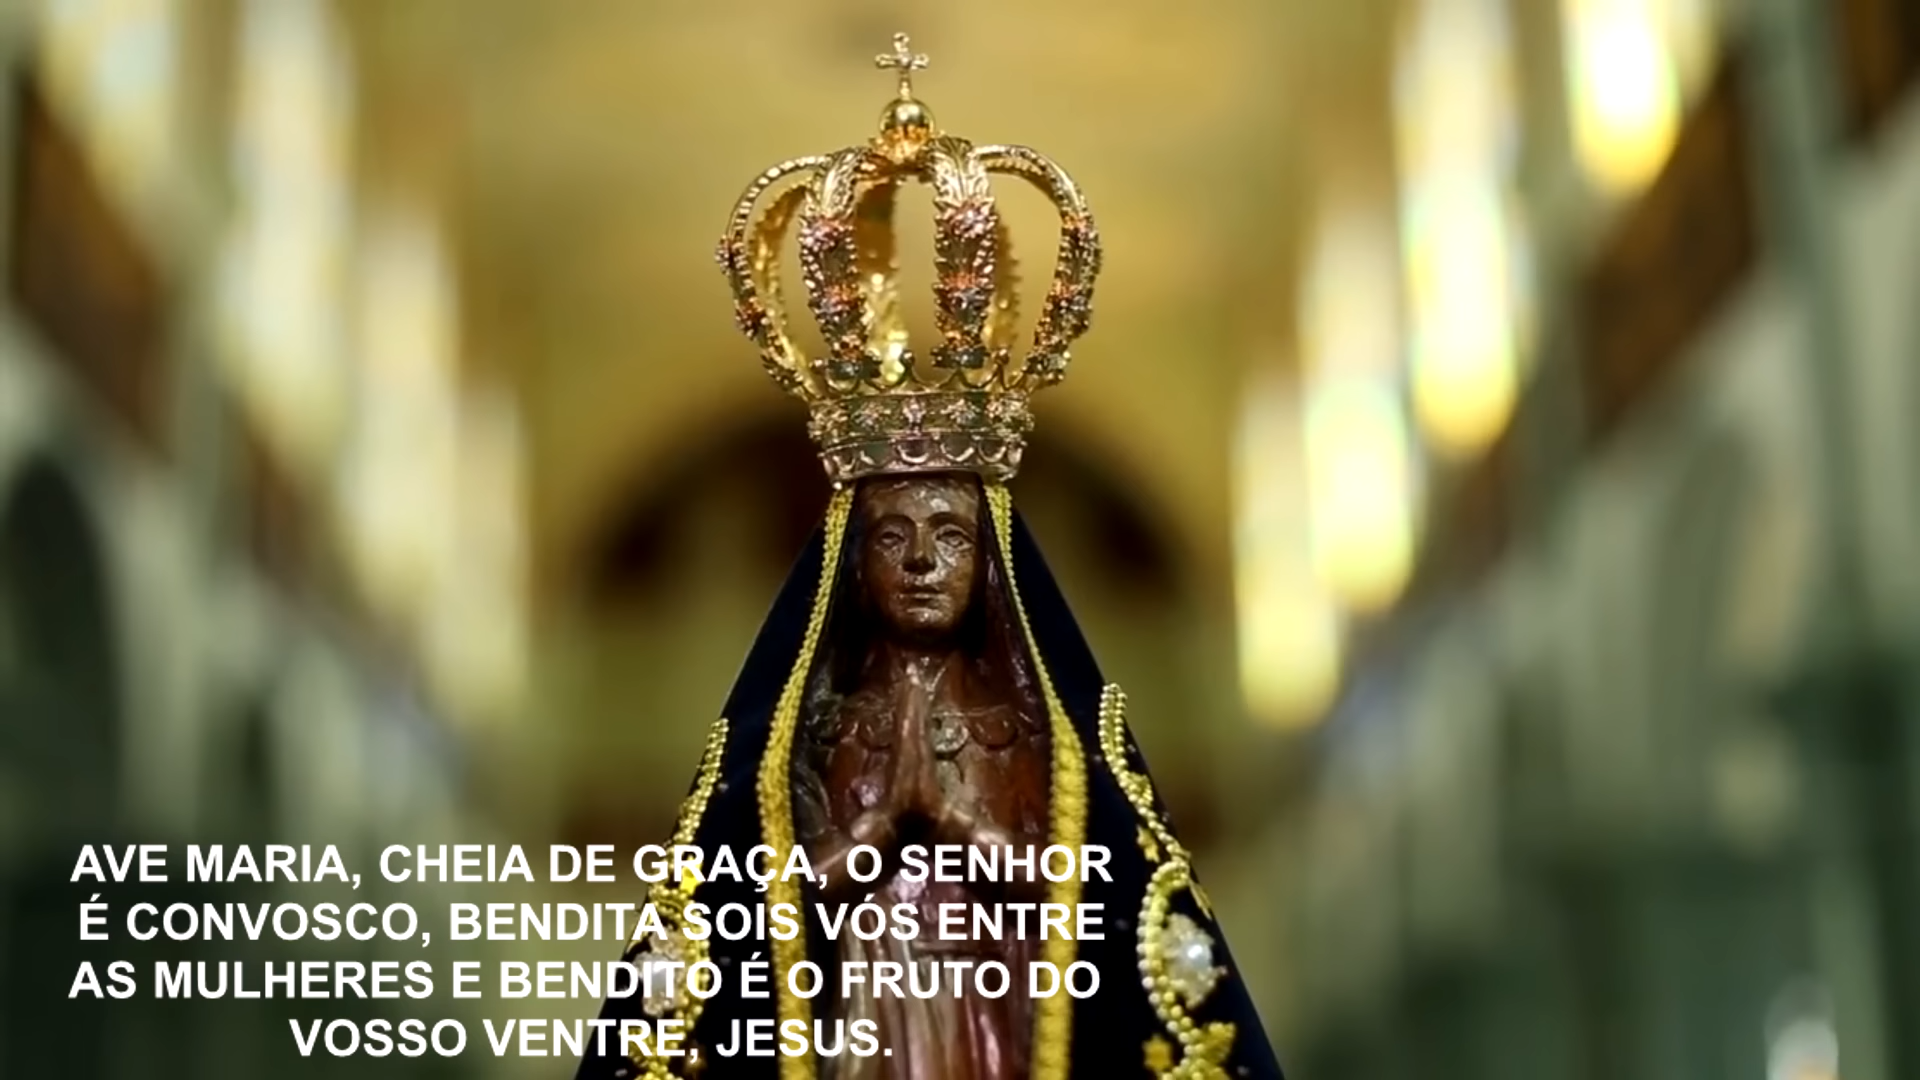 AVE MARIA, CHEIA DE GRAÇA, O SENHOR
É CONVOSCO, BENDITA SOIS VÓS ENTRE
AS MULHERES E BENDITO É O FRUTO DO
VOSSO VENTRE, JESUS.